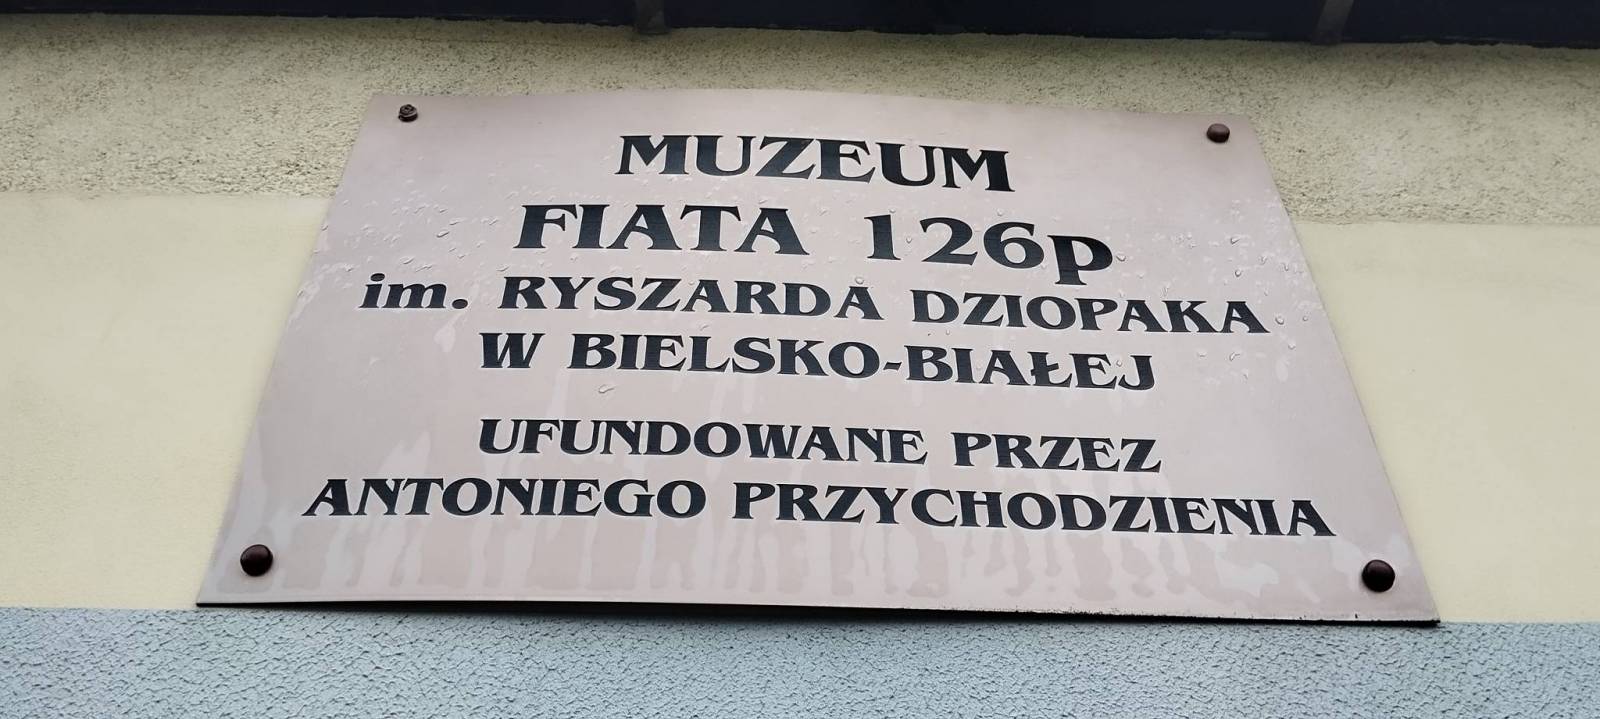 MUZEUM
FIATA 126p
im. RYSZARDA DZIOPAKA
W BIELSKO-BIAŁEJ
UFUNDOWANE PRZEZ
ANTONIEGO PRZYCHODZIENIA